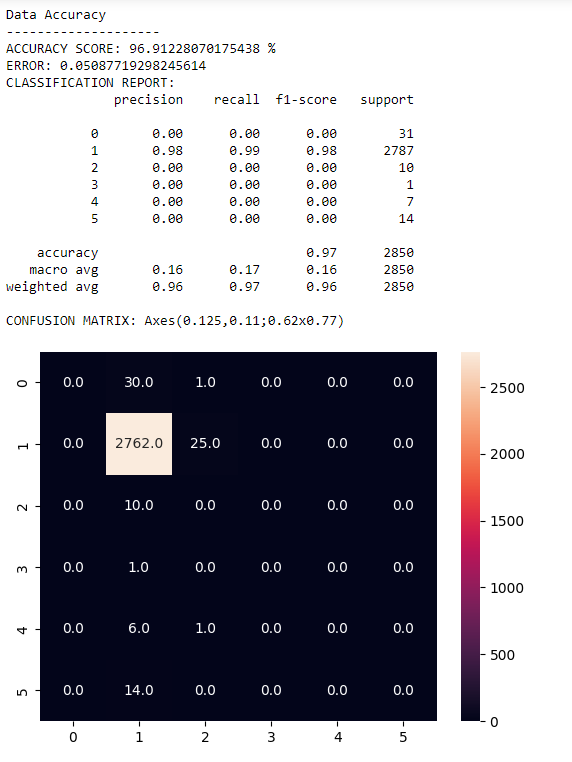 Data Accuracy
--------------------
ACCURACY SCORE: 96.91228070175438 %
ERROR: 0.05087719298245614
CLASSIFICATION REPORT:
precision recall f1-score support
0 0.00 0.00 0.00 31
1 0.98 0.99 0.98 2787
2 0.00 0.00 0.00 10
3 0.00 0.00 0.00 1
4 0.00 0.00 0.00 7
5 0.00 0.00 0.00 14
accuracy 0.97 2850
macro avg 0.16 0.17 0.16 2850
weighted avg 0.96 0.97 0.96 2850
CONFUSION MATRIX: Axes(0.125,0.11;0.62x0.77)
0 0.0 30.0 1.0 0.0 0.0 0.0
1 0.0 2762.0 25.0 0.0 0.0 0.0
2 0.0 10.0 0.0 0.0 0.0 0.0
3 0.0 1.0 0.0 0.0 0.0 0.0
4 0.0 6.0 1.0 0.0 0.0 0.0
5 0.0 14.0 0.0 0.0 0.0 0.0
0 1 2 3 4 5
2500
2000
1500
1000
500
0